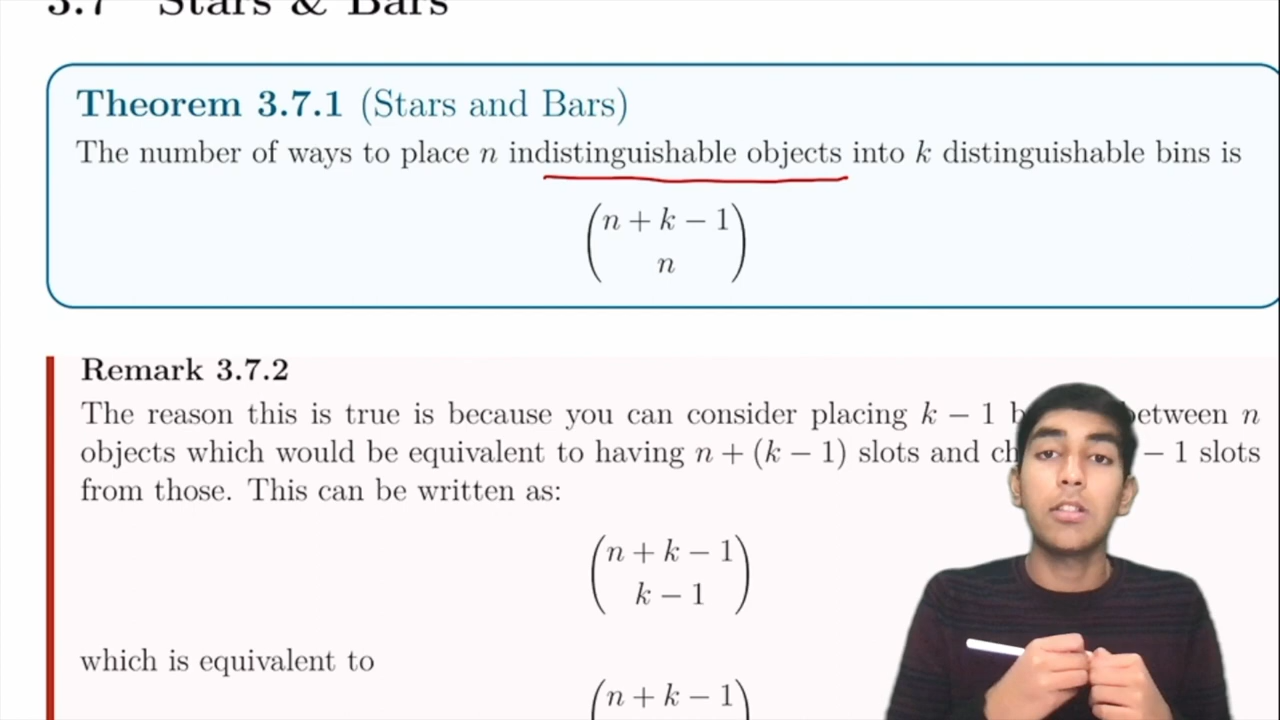 3.7 Stars & Bars
Theorem 3.7.1 (Stars and Bars)
The number of ways to place n indistinguishable objects into k distinguishable bins is
(n + k − 1
n)
Remark 3.7.2
The reason this is true is because you can consider placing k − 1 between n
objects which would be equivalent to having n + (k − 1) slots and − 1 slots
from those. This can be written as:
(n + k − 1
k − 1)
which is equivalent to
(n + k − 1